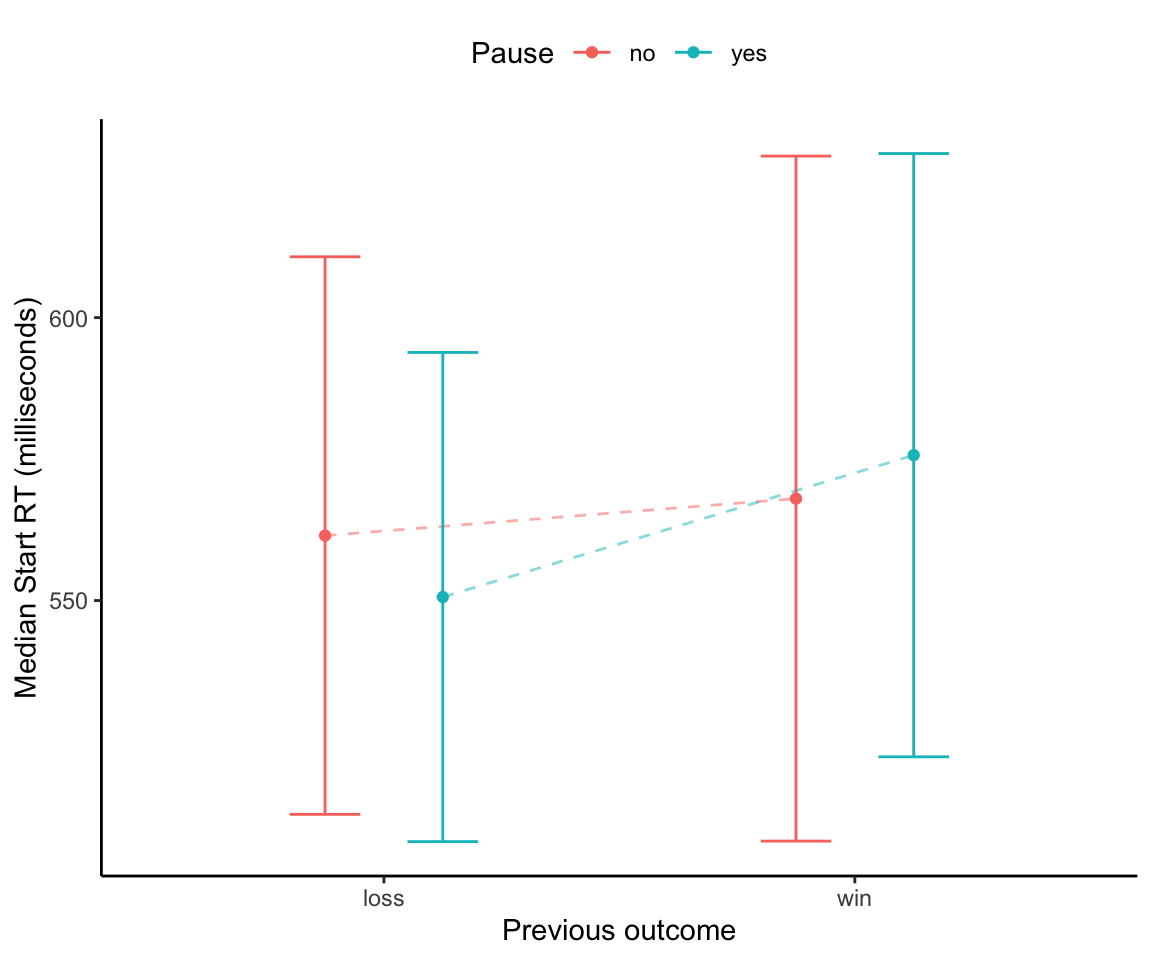 Pause no yes
Median Start RT (milliseconds)
600
550
loss win
Previous outcome